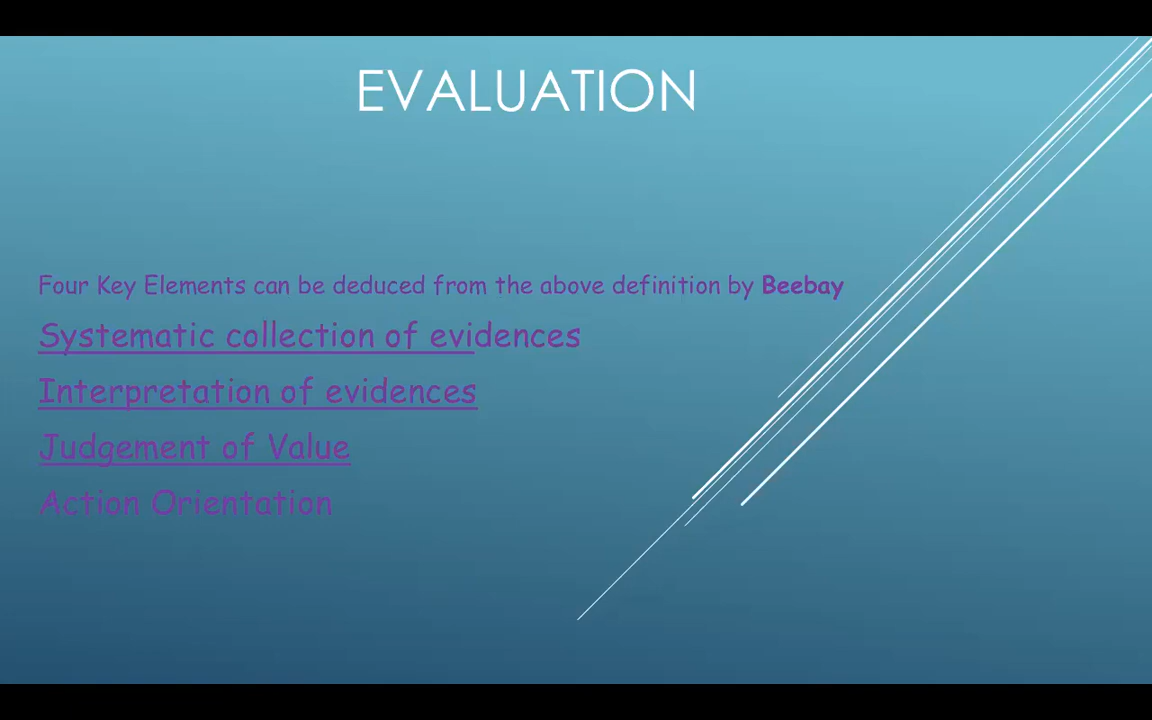 EVALUATION
Four Key Elements can be deduced from the above definition by Beebay
Systematic collection of evidences
Interpretation of evidences
Judgement of Value
Action Orientation